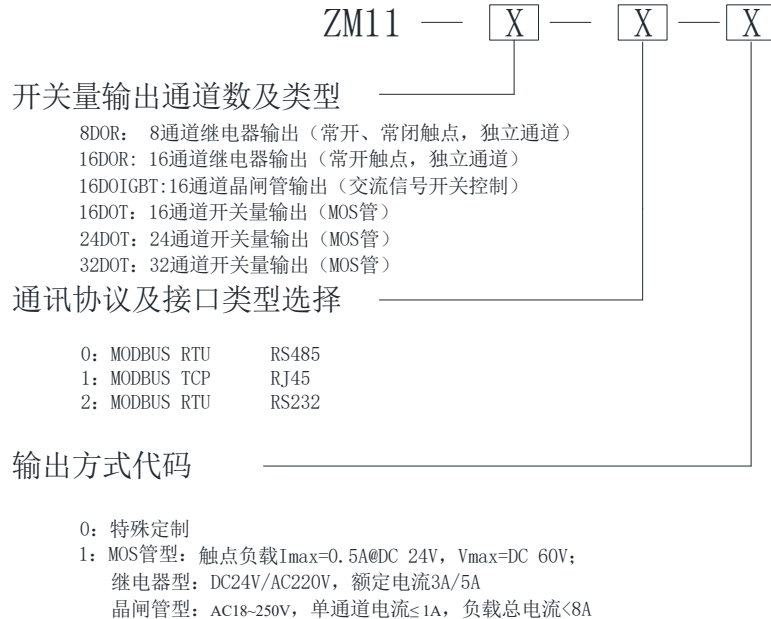 ZM11 — X — X — X
开关量输出通道数及类型
8DOR: 8通道继电器输出（常开、常闭触点，独立通道）
16DOR: 16通道继电器输出（常开触点，独立通道）
16DOIGBT:16通道晶闸管输出（交流信号开关控制）
16DOT: 16通道开关量输出（MOS管）
24DOT: 24通道开关量输出（MOS管）
32DOT: 32通道开关量输出（MOS管）
通讯协议及接口类型选择
0: MODBUS RTU RS485
1: MODBUS TCP RJ45
2: MODBUS RTU RS232
输出方式代码
0: 特殊定制
1: MOS管型: 触点负载Imax=0.5A@DC 24V, Vmax=DC 60V;
继电器型: DC24V/AC220V, 额定电流3A/5A
晶闸管型: AC18~250V, 单通道电流≤1A, 负载总电流<8A